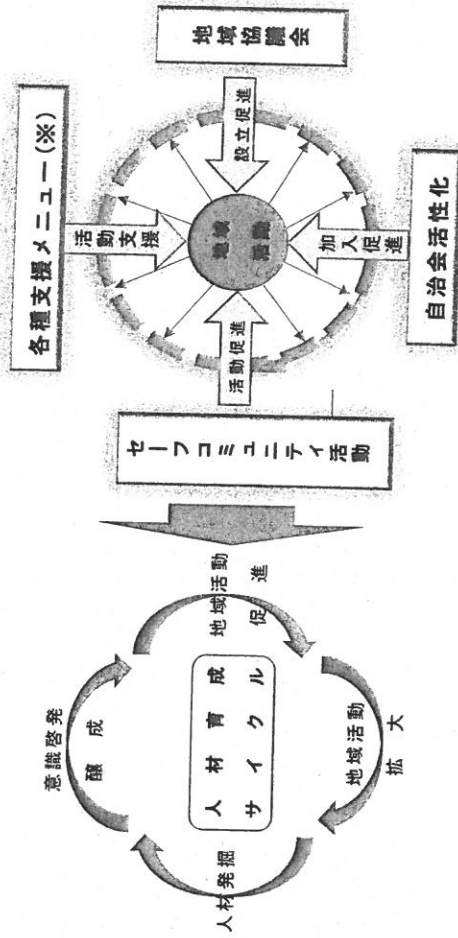 意識啓発
醸成
地域活動
促進
地域活動
拡大
人材発掘
人材育成
サイクル
セーフコミュニティ活動
各種支援メニュー(※)
地域協議会
自治会活性化
活動支援
設立促進
加入促進
活動促進
地域
活動